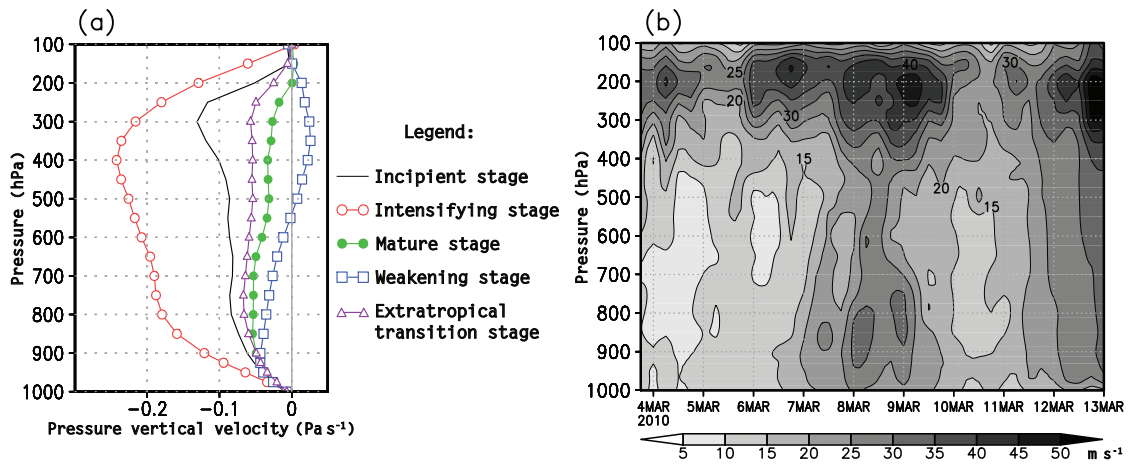 (a)
100
200
300
400
500
600
700
800
900
1000
Pressure (hPa)
−0.2 −0.1 0
Pressure vertical velocity (Pa s-1)
Legend:
Incipient stage
Intensifying stage
Mature stage
Weakening stage
Extratropical
transition stage
(b)
100
200
300
400
500
600
700
800
900
1000
Pressure (hPa)
25
20
30
15
40
30
20
15
4MAR 5MAR 6MAR 7MAR 8MAR 9MAR 10MAR 11MAR 12MAR 13MAR
2010
5 10 15 20 25 30 35 40 45 50 m s-1